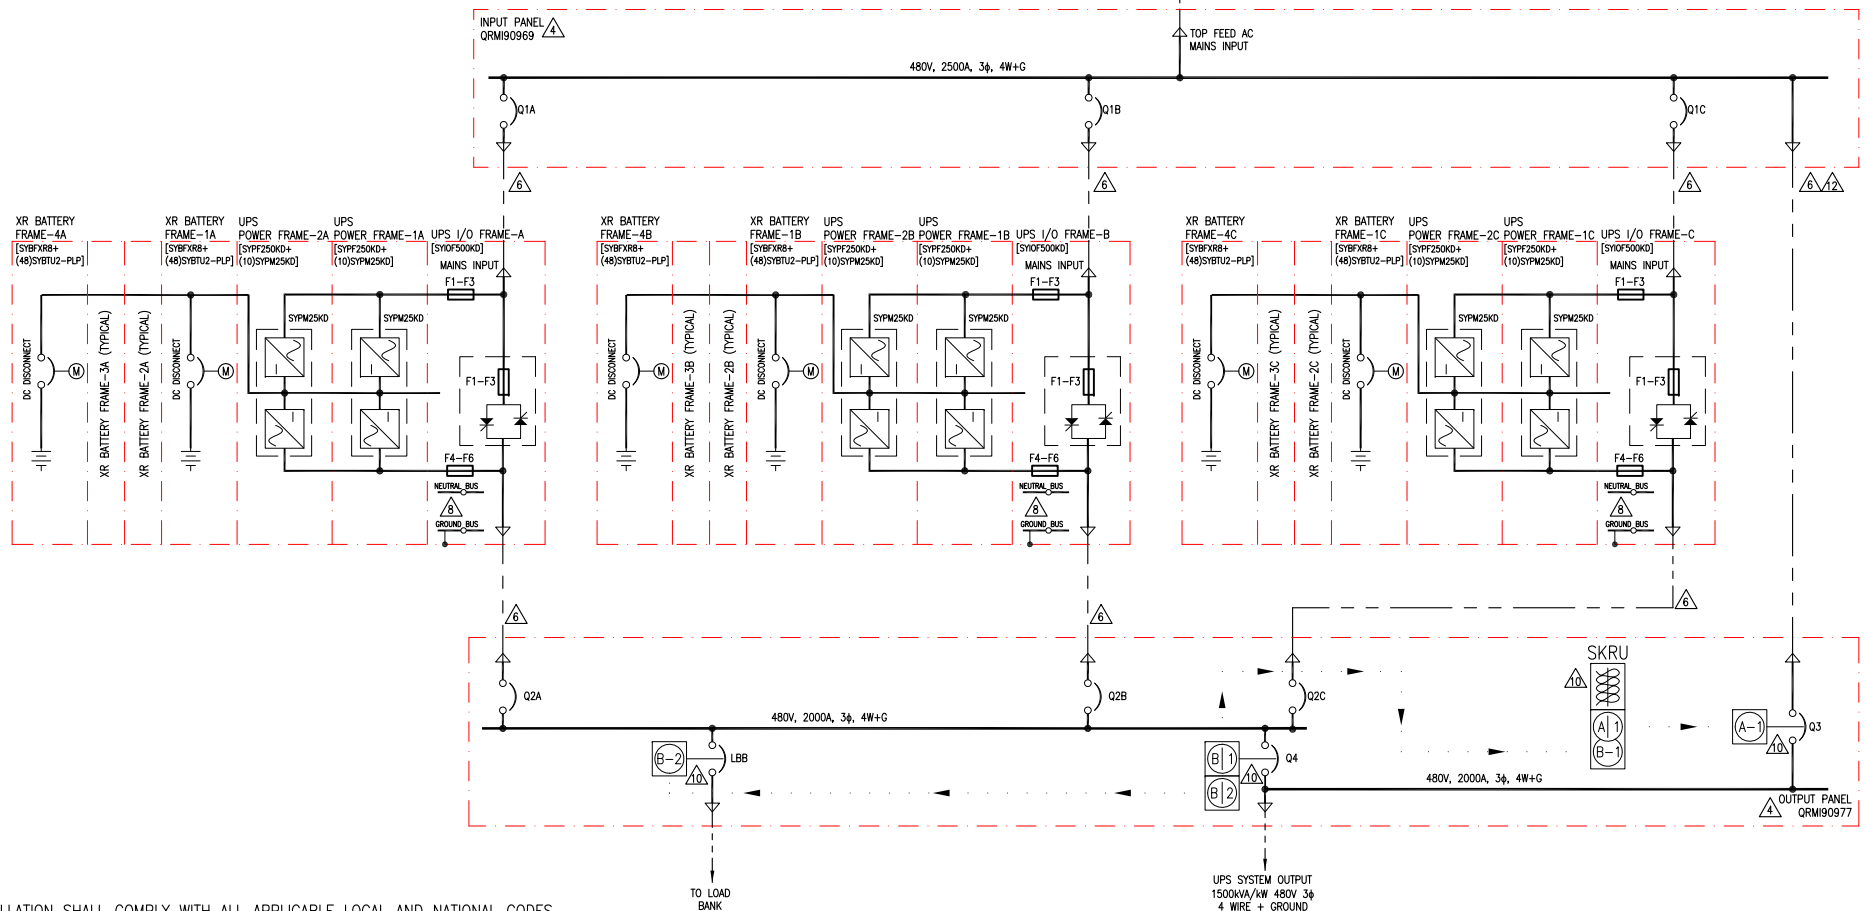 INPUT PANEL
QRMI90969
4
TOP FEED AC
MAINS INPUT
480V, 2500A, 3ϕ, 4W+G
Q1A
Q1B
Q1C
6
6
6
6
12
XR BATTERY
FRAME-4A
[SYBFXR8+
(48)SYBTU2-PLP]
XR BATTERY
FRAME-1A
[SYBFXR8+
(48)SYBTU2-PLP]
UPS
POWER FRAME-2A
[SYPF250KD+
(10)SYPM25KD]
UPS
POWER FRAME-1A
[SYPF250KD+
(10)SYPM25KD]
UPS I/O FRAME-A
[SYIOF500KD]
MAINS INPUT
F1-F3
SYPM25KD
SYPM25KD
DC DISCONNECT
M
XR BATTERY FRAME-3A (TYPICAL)
XR BATTERY FRAME-2A (TYPICAL)
DC DISCONNECT
M
F1-F3
F4-F6
NEUTRAL BUS
8
GROUND BUS
XR BATTERY
FRAME-4B
[SYBFXR8+
(48)SYBTU2-PLP]
XR BATTERY
FRAME-1B
[SYBFXR8+
(48)SYBTU2-PLP]
UPS
POWER FRAME-2B
[SYPF250KD+
(10)SYPM25KD]
UPS
POWER FRAME-1B
[SYPF250KD+
(10)SYPM25KD]
UPS I/O FRAME-B
[SYIOF500KD]
MAINS INPUT
F1-F3
SYPM25KD
SYPM25KD
DC DISCONNECT
M
XR BATTERY FRAME-3B (TYPICAL)
XR BATTERY FRAME-2B (TYPICAL)
DC DISCONNECT
M
F1-F3
F4-F6
NEUTRAL BUS
8
GROUND BUS
XR BATTERY
FRAME-4C
[SYBFXR8+
(48)SYBTU2-PLP]
XR BATTERY
FRAME-1C
[SYBFXR8+
(48)SYBTU2-PLP]
UPS
POWER FRAME-2C
[SYPF250KD+
(10)SYPM25KD]
UPS
POWER FRAME-1C
[SYPF250KD+
(10)SYPM25KD]
UPS I/O FRAME-C
[SYIOF500KD]
MAINS INPUT
F1-F3
SYPM25KD
SYPM25KD
DC DISCONNECT
M
XR BATTERY FRAME-3C (TYPICAL)
XR BATTERY FRAME-2C (TYPICAL)
DC DISCONNECT
M
F1-F3
F4-F6
NEUTRAL BUS
8
GROUND BUS
6
6
6
SKRU
10
Q2A
Q2B
Q2C
480V, 2000A, 3ϕ, 4W+G
A 1
B-1
A-1
Q3
10
B-2
LBB
10
B 1
Q4
10
B 2
480V, 2000A, 3ϕ, 4W+G
4
OUTPUT PANEL
QRMI90977
TO LOAD
BANK
UPS SYSTEM OUTPUT
1500kVA/kW 480V 3ϕ
4 WIRE + GROUND
LLATION SHALL COMPLY WITH ALL APPLICABLE LOCAL AND NATIONAL CODES